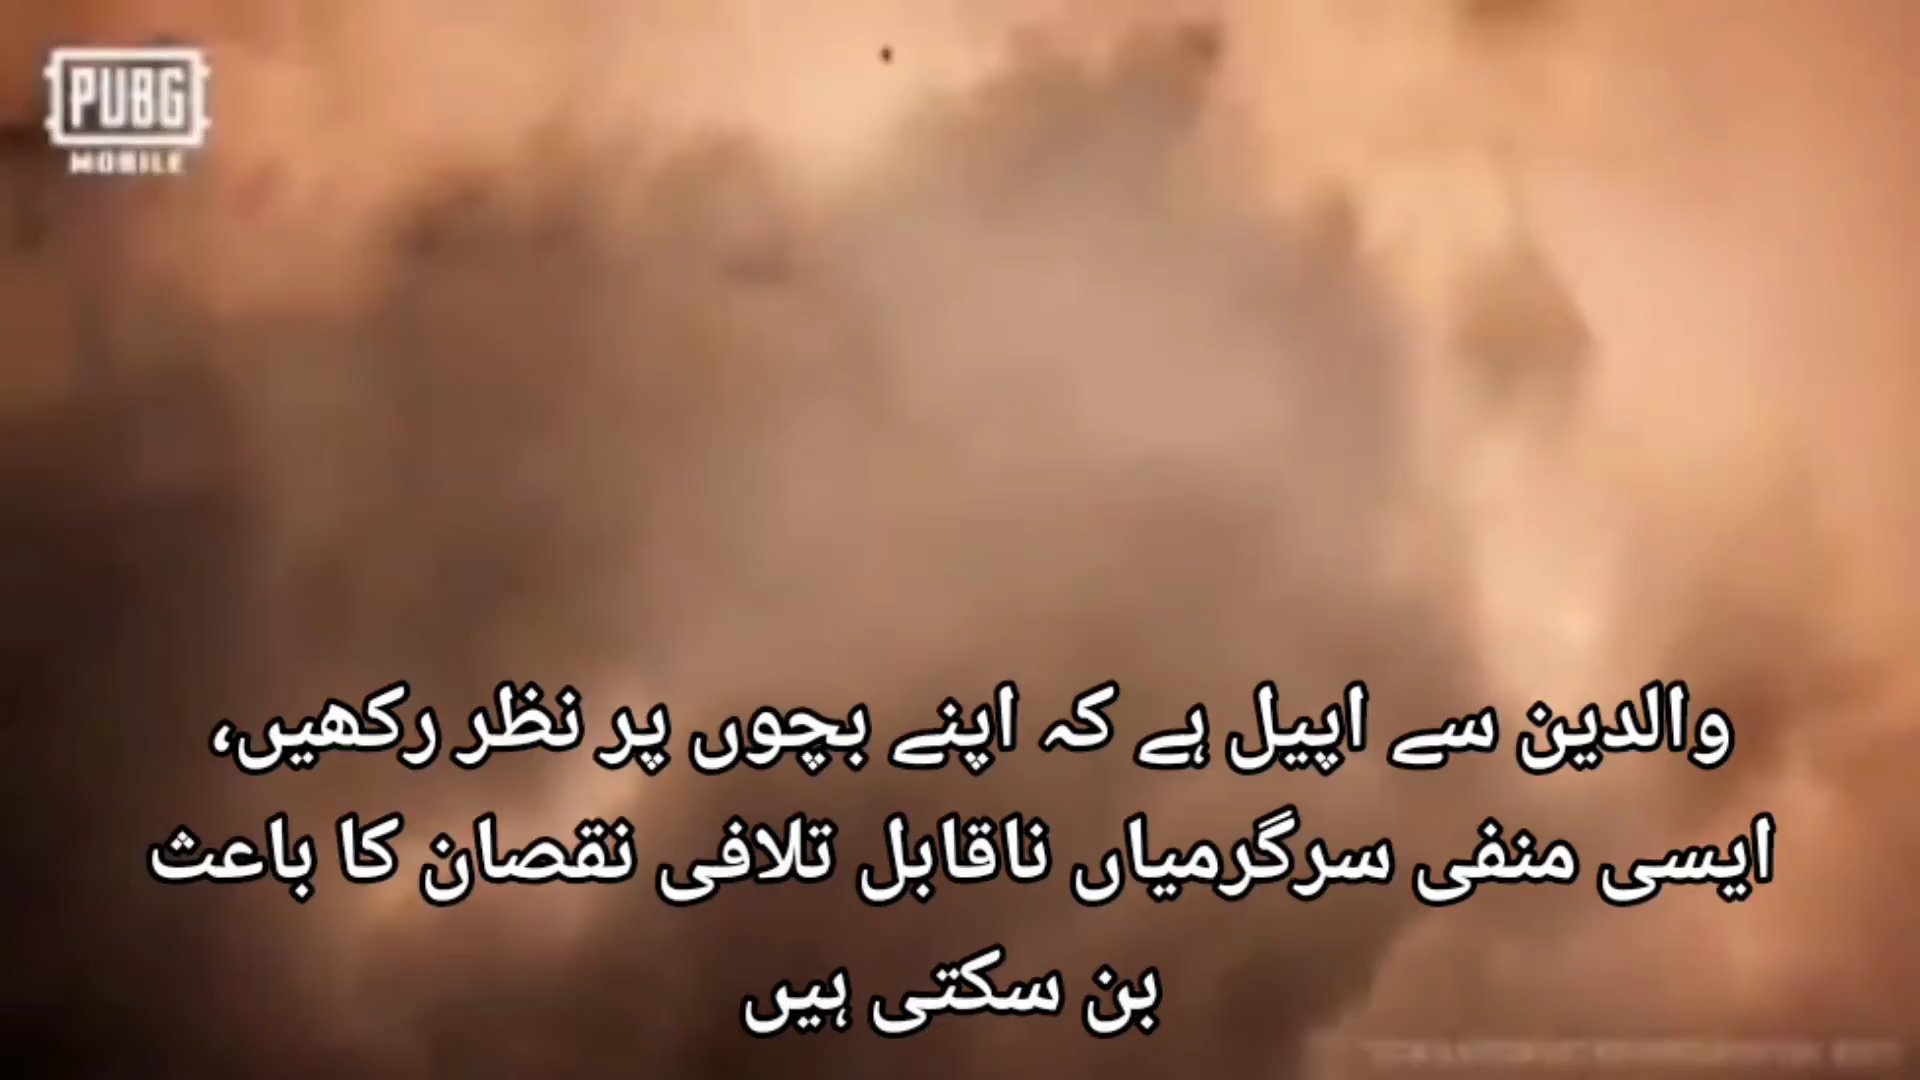 PUBG
MOBILE
والدین سے اپیل ہے کہ اپنے بچوں پر نظر رکھیں،
ایسی منفی سرگرمیاں ناقابل تلافی نقصان کا باعث
بن سکتی ہیں